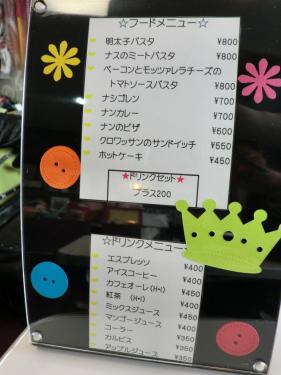 ☆フードメニュー☆
明太子パスタ ¥800
ナスのミートパスタ ¥800
ベーコンとモッツァレラチーズの
トマトソースパスタ ¥800
ナシゴレン ¥700
ナンカレー ¥700
ナンのピザ ¥600
クロワッサンのサンドイッチ ¥550
ホットケーキ ¥450
★ドリンクセット★
プラス200
☆ドリンクメニュー
エスプレッソ ¥400
アイスコーヒー ¥400
カフェオーレ(H・I) ¥450
紅茶 (H・I) ¥400
ミックスジュース ¥450
マンゴージュース ¥450
コーラー ¥350
カルピス ¥350
アップルジュース ¥350